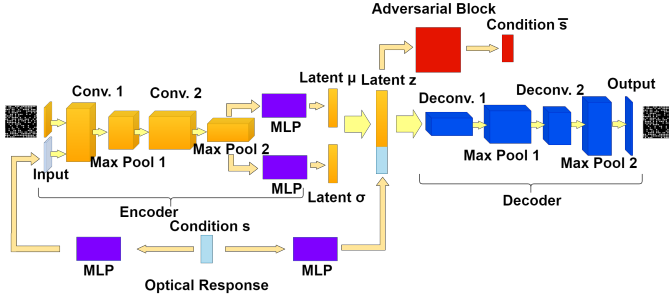 Adversarial Block
Condition s̅
Conv. 1
Conv. 2
Latent μ
Latent z
Deconv. 1
Deconv. 2
Output
MLP
Max Pool 1
Max Pool 2
Max Pool 1
Max Pool 2
Input
MLP
Latent σ
Encoder
Decoder
Condition s
MLP
MLP
Optical Response